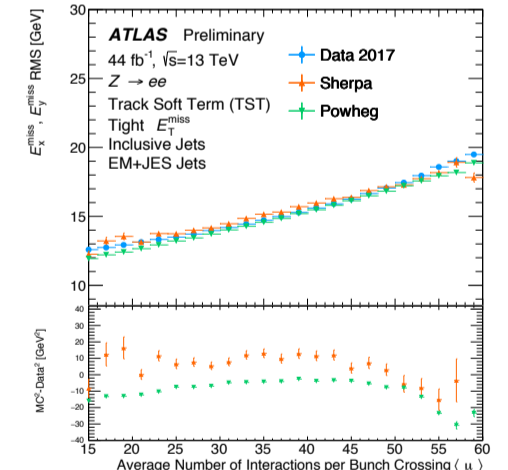 ATLAS Preliminary
44 fb⁻¹, √s=13 TeV
Z → ee
Track Soft Term (TST)
Tight E_T^miss
Inclusive Jets
EM+JES Jets
Data 2017
Sherpa
Powheg
E_x^miss, E_y^miss RMS [GeV]
30
25
20
15
10
MC²-Data² [GeV²]
40
30
20
10
0
−10
−20
−30
−40
15 20 25 30 35 40 45 50 55 60
Average Number of Interactions per Bunch Crossing ⟨ μ ⟩